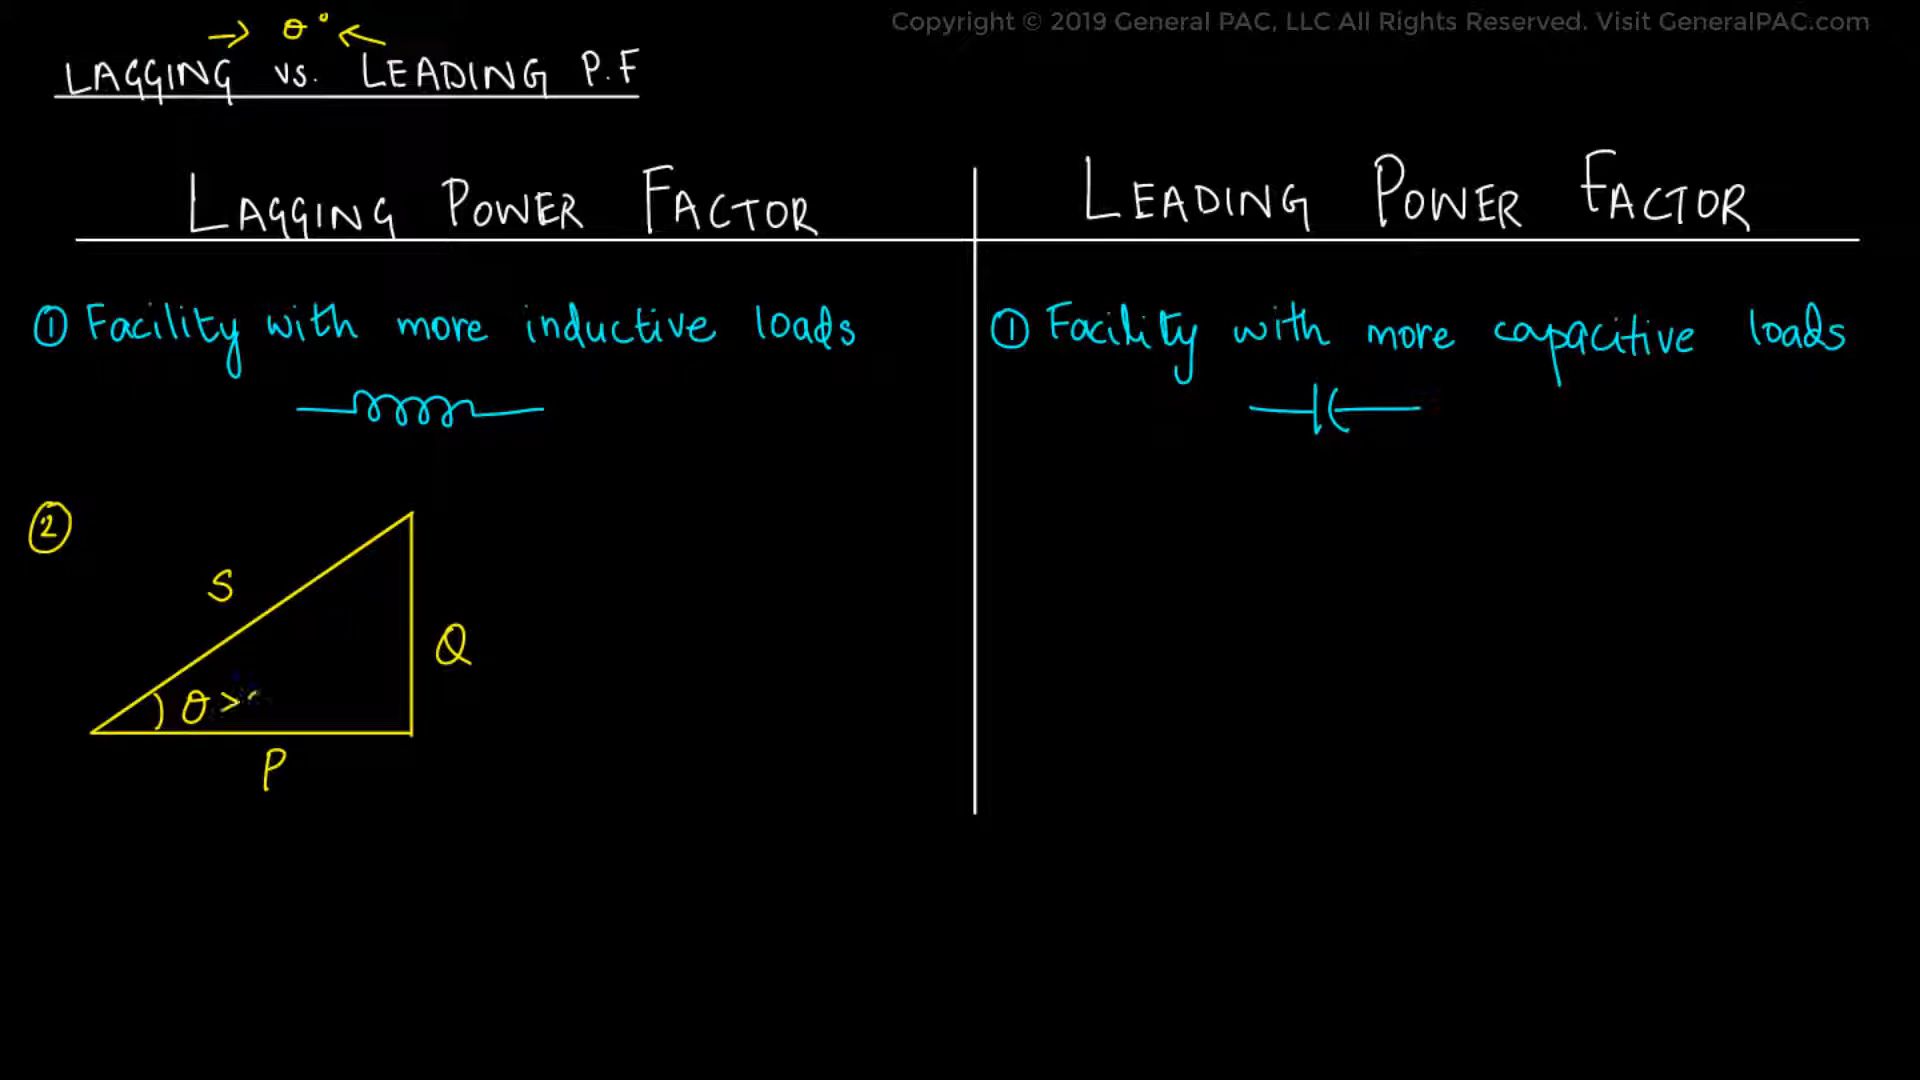 Copyright © 2019 General PAC, LLC All Rights Reserved. Visit GeneralPAC.com
→ θ° ←
LAGGING vs. LEADING P.F
LAGGING POWER FACTOR
LEADING POWER FACTOR
① Facility with more inductive loads
① Facility with more capacitive loads
②
S
Q
θ >
P